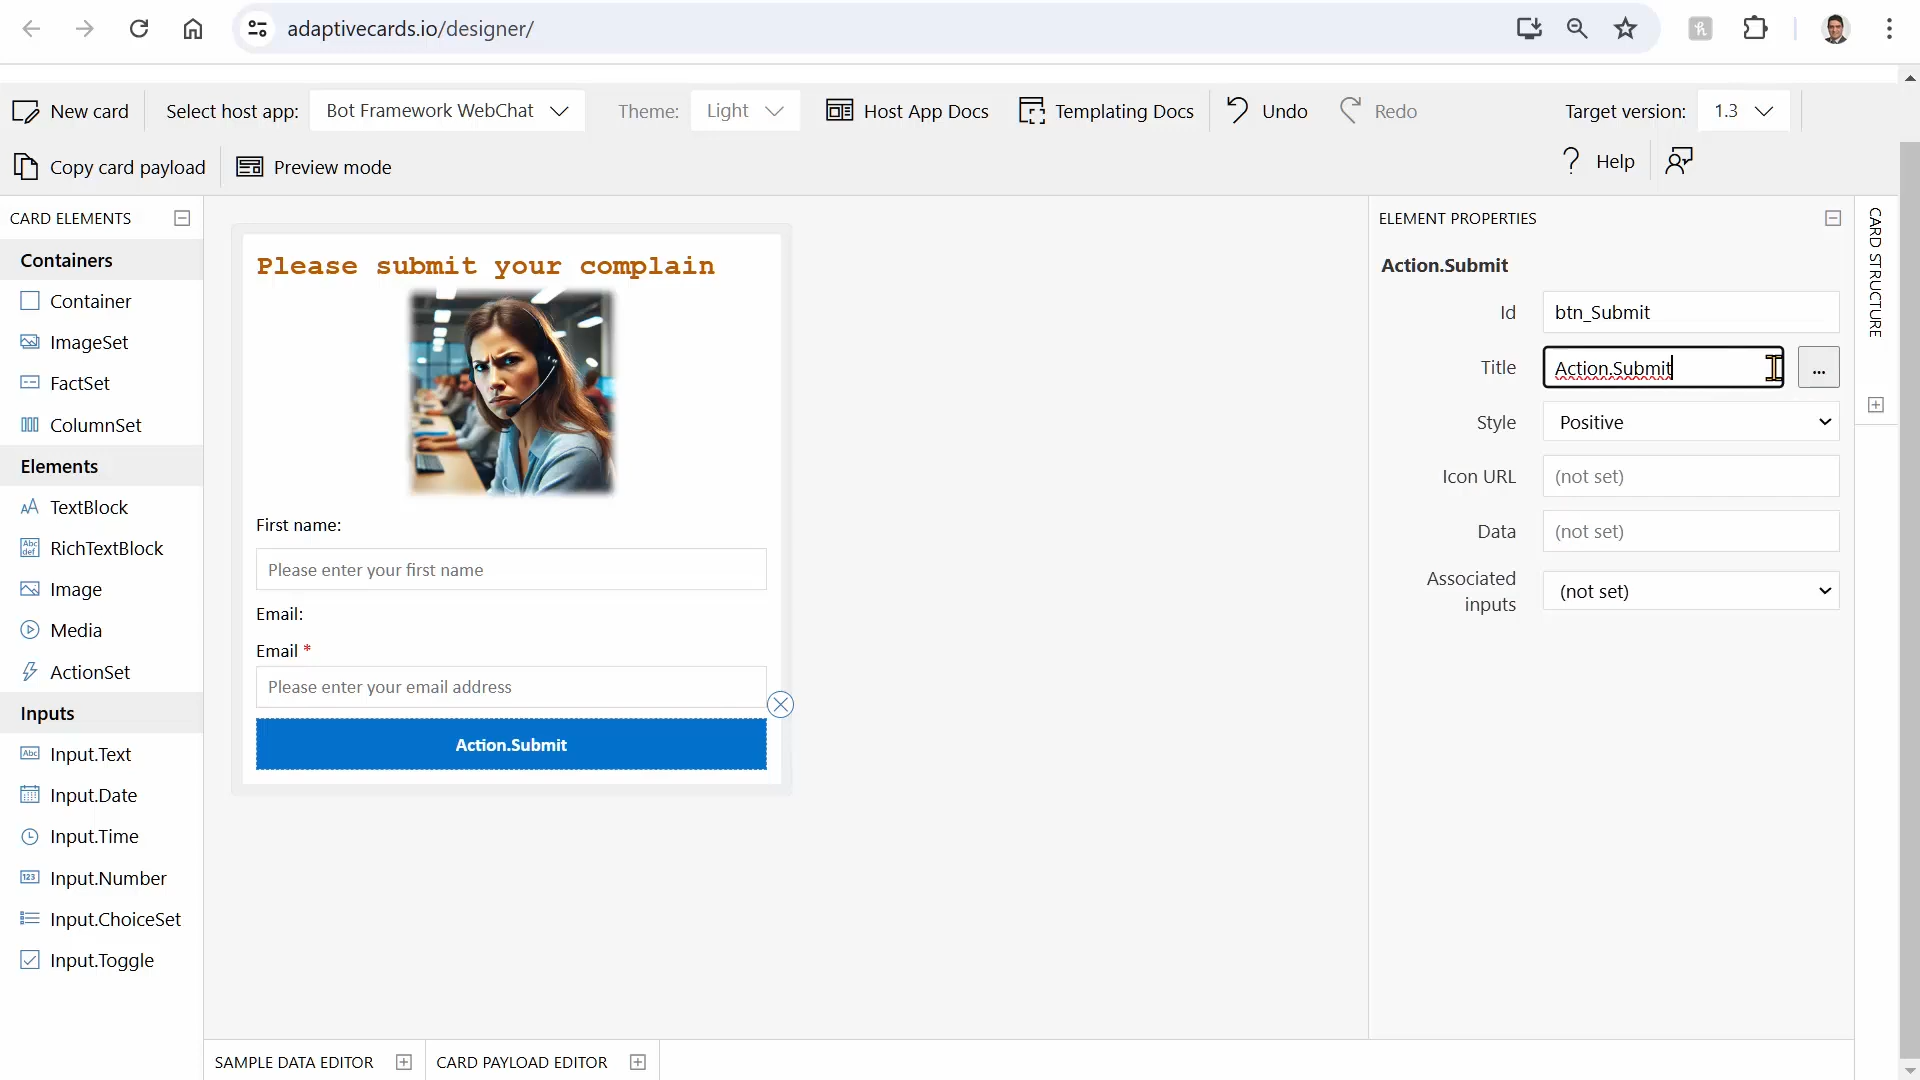 adaptivecards.io/designer/
New card
Select host app:
Bot Framework WebChat
Theme:
Light
Host App Docs
Templating Docs
Undo
Redo
Target version:
1.3
Copy card payload
Preview mode
Help
CARD ELEMENTS
Containers
Container
ImageSet
FactSet
ColumnSet
Elements
TextBlock
RichTextBlock
Image
Media
ActionSet
Inputs
Input.Text
Input.Date
Input.Time
Input.Number
Input.ChoiceSet
Input.Toggle
Please submit your complain
First name:
Please enter your first name
Email:
Email *
Please enter your email address
Action.Submit
ELEMENT PROPERTIES
Action.Submit
Id
btn_Submit
Title
Action.Submit
...
Style
Positive
Icon URL
(not set)
Data
(not set)
Associated
inputs
(not set)
CARD STRUCTURE
SAMPLE DATA EDITOR
CARD PAYLOAD EDITOR